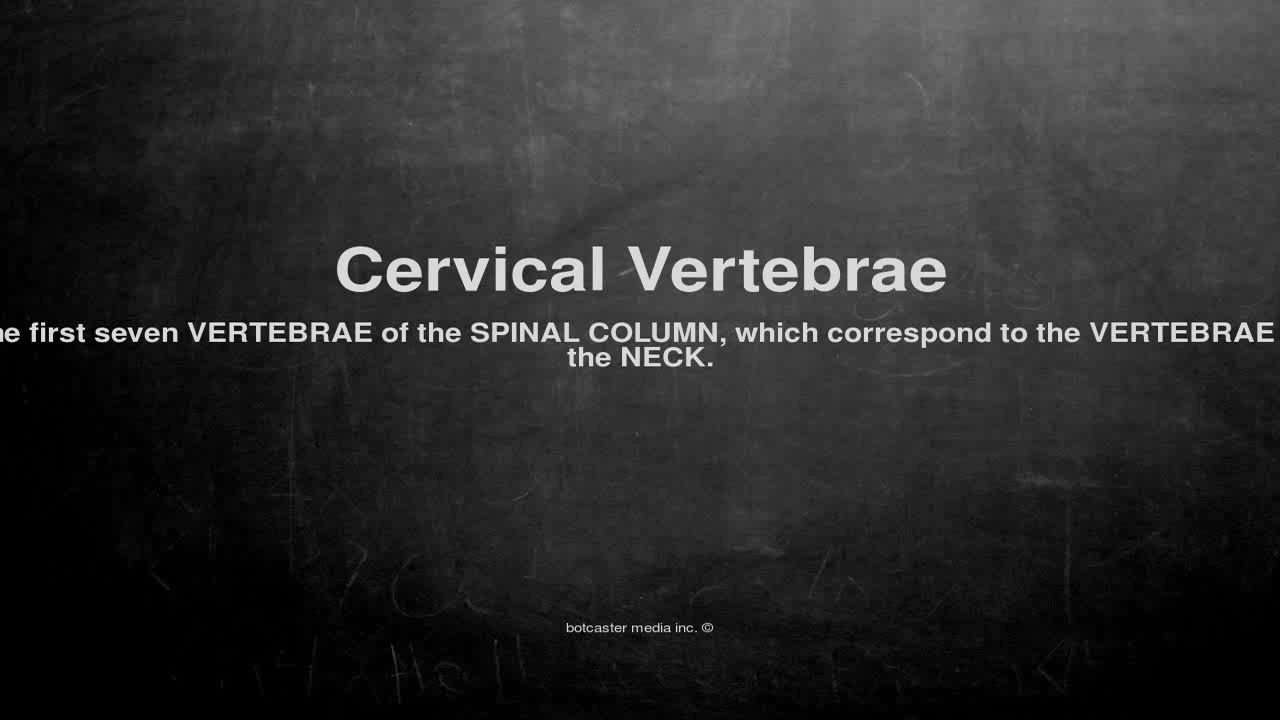 Cervical Vertebrae
he first seven VERTEBRAE of the SPINAL COLUMN, which correspond to the VERTEBRAE
the NECK.
botcaster media inc. ©